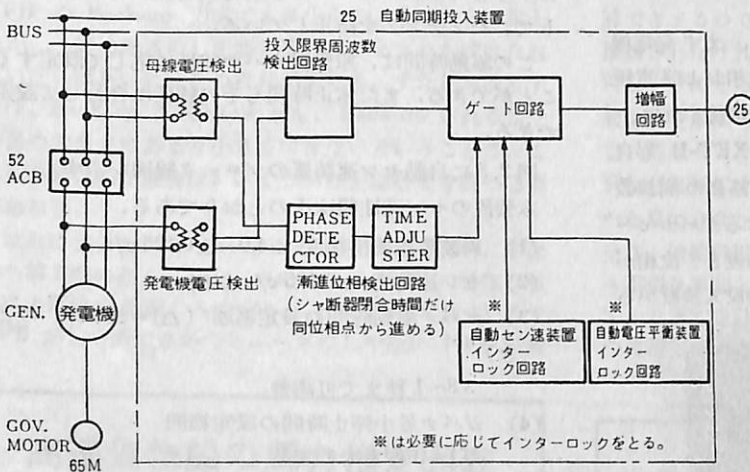 25 自動同期投入装置
BUS
母線電圧検出
投入限界周波数
検出回路
ゲート回路
増幅
回路
25
52
ACB
PHASE
DETE
CTOR
TIME
ADJU
STER
発電機電圧検出
漸進位相検出回路
(シャ断器閉合時間だけ
同位相点から進める)
GEN.
発電機
※
自動セン速装置
インター
ロック回路
※
自動電圧平衡装置
インター
ロック回路
GOV.
MOTOR
65M
※は必要に応じてインターロックをとる。